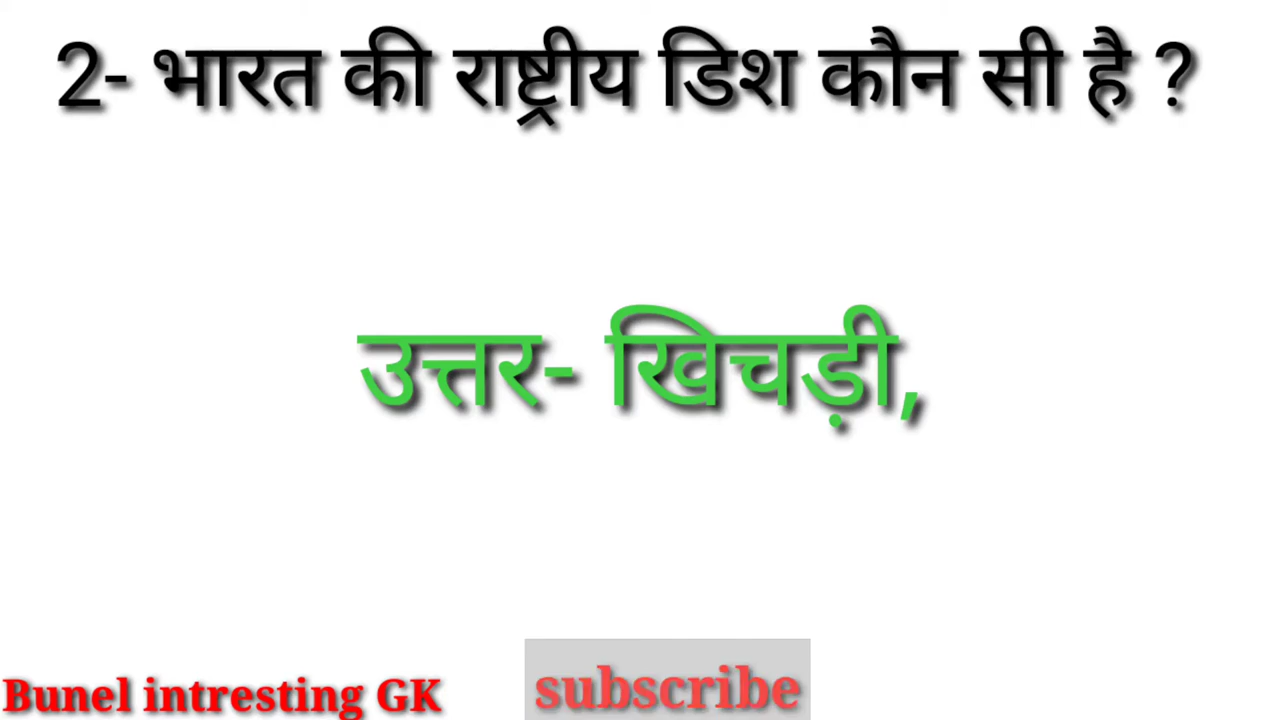 2- भारत की राष्ट्रीय डिश कौन सी है ?
उत्तर- खिचड़ी,
Bunel intresting GK
subscribe